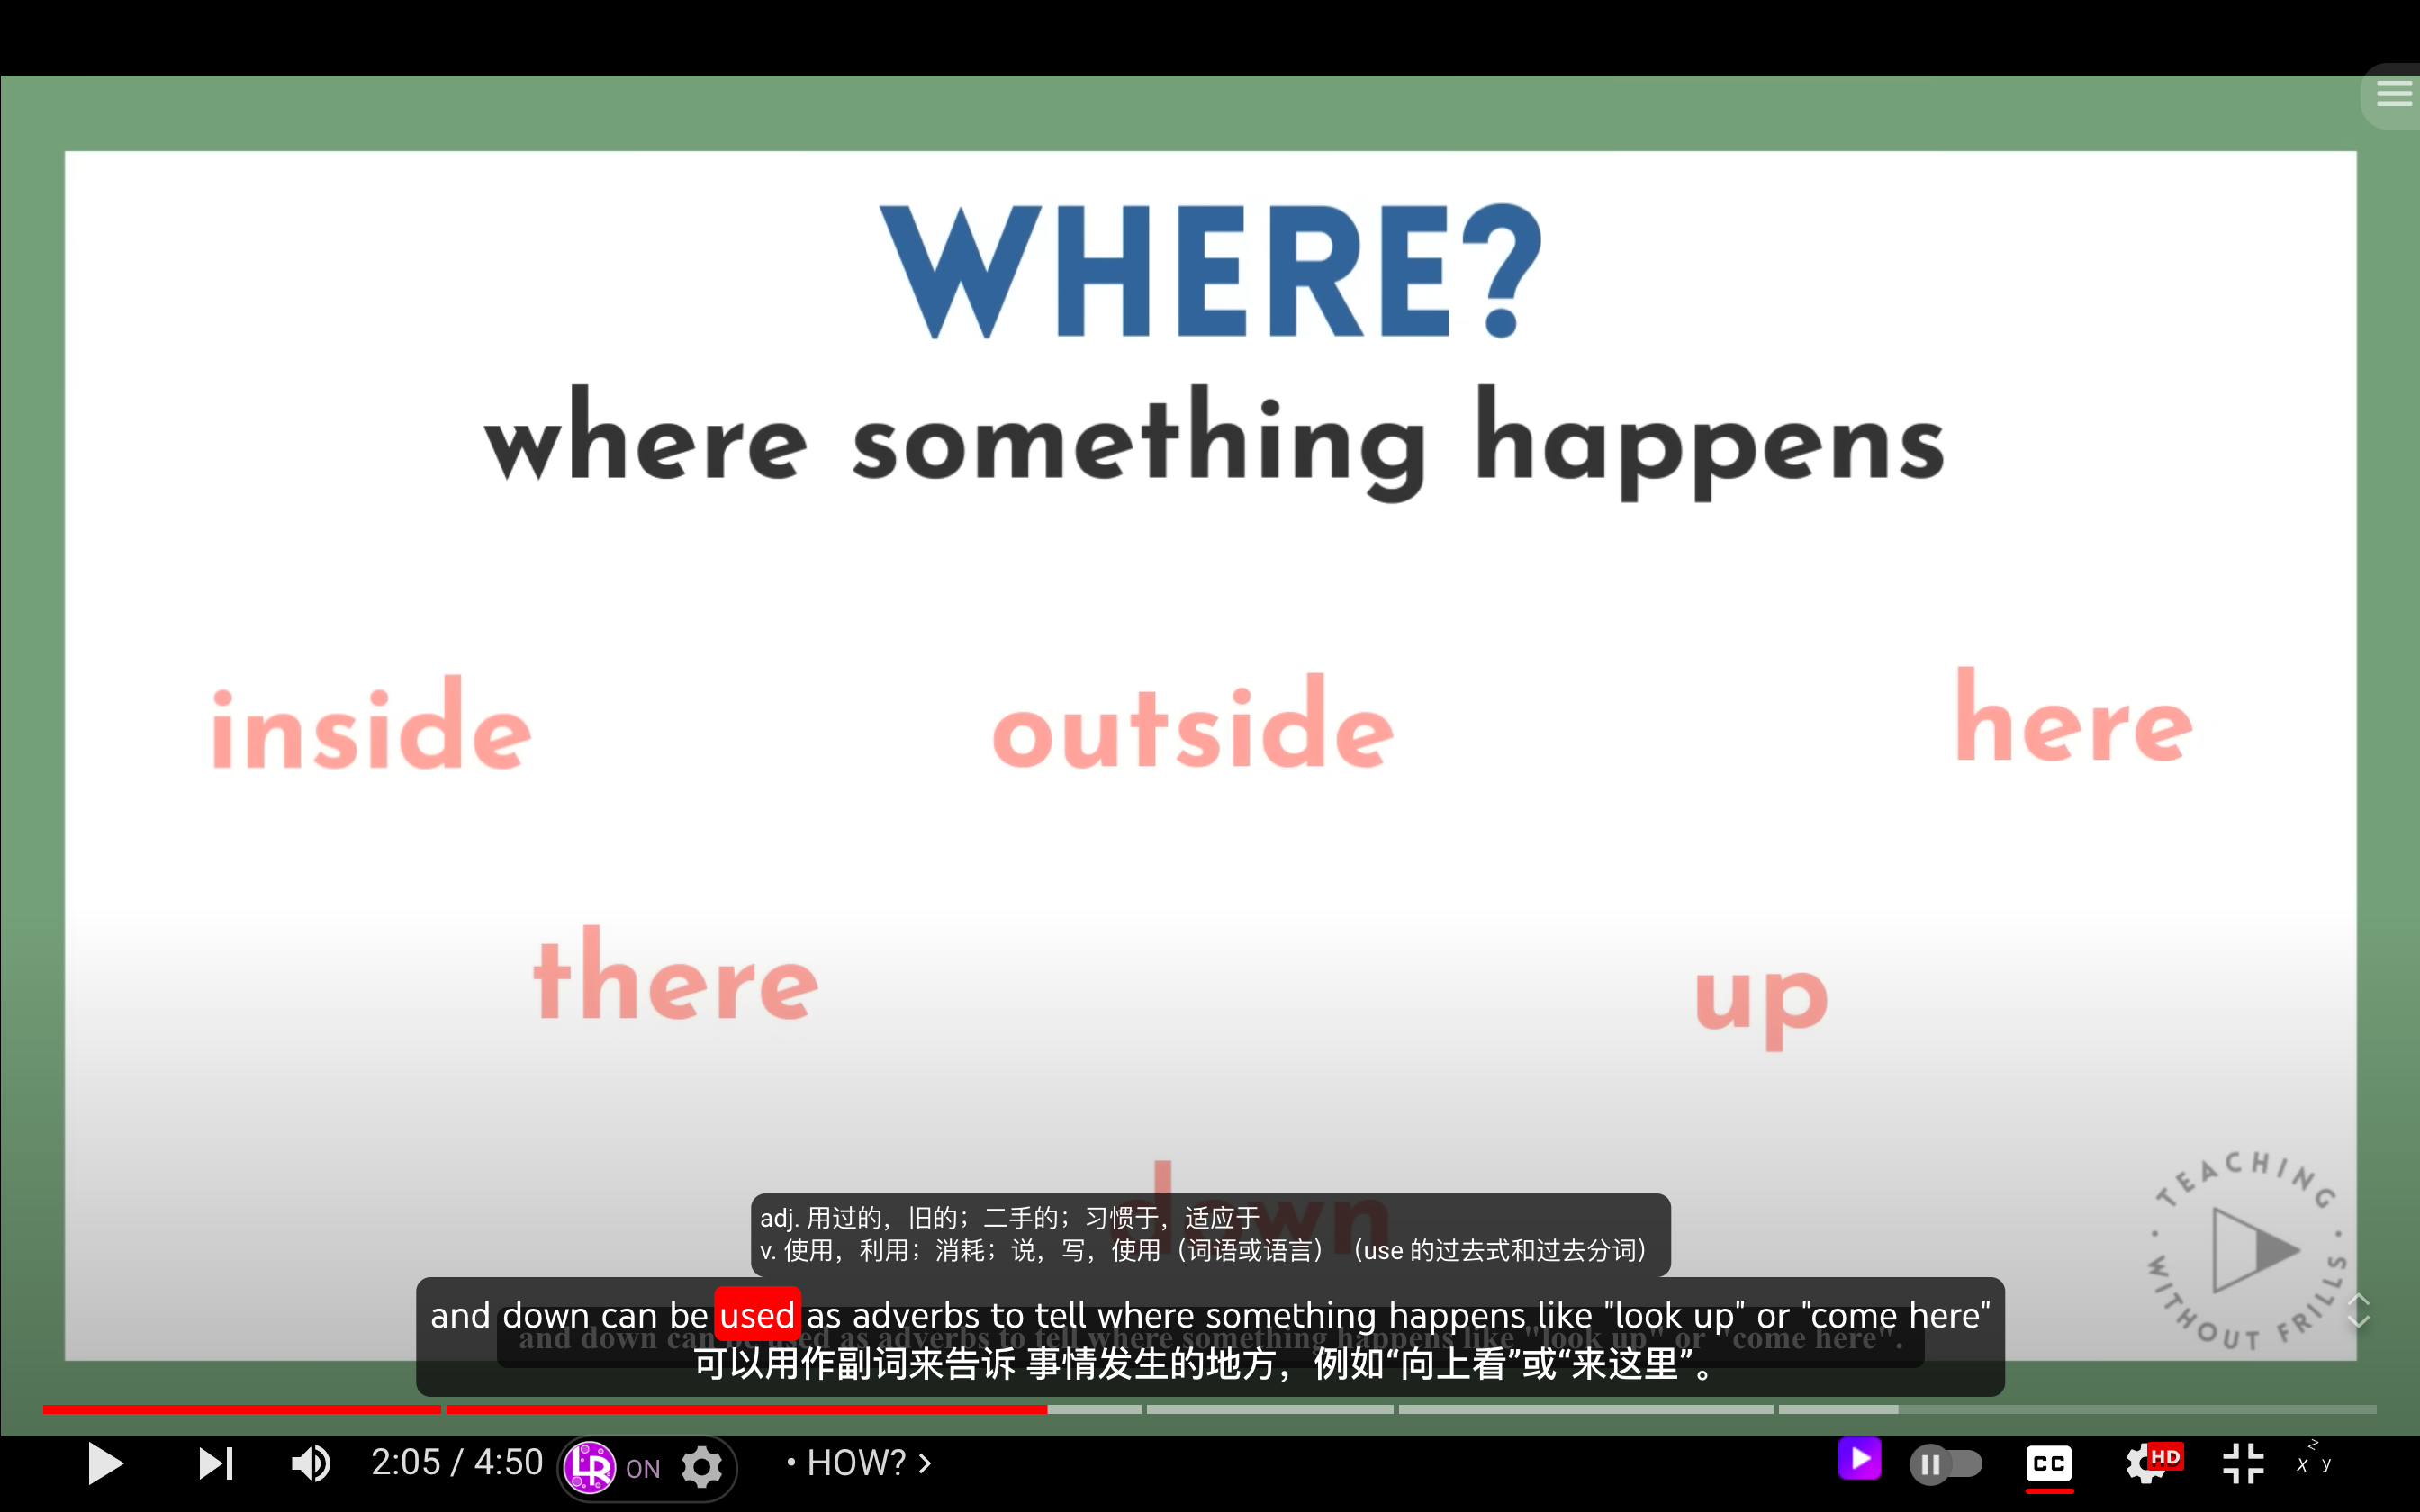 WHERE?
where something happens
inside outside here
there up
down
TEACHING WITHOUT FRILLS
adj. 用过的，旧的；二手的；习惯于，适应于
v. 使用，利用；消耗；说，写，使用（词语或语言）（use 的过去式和过去分词）
and down can be used as adverbs to tell where something happens like "look up" or "come here"
and down can be used as adverbs to tell where something happens like "look up" or "come here".
可以用作副词来告诉 事情发生的地方，例如“向上看”或“来这里”。
2:05 / 4:50 LR ON • HOW? > CC HD z x y